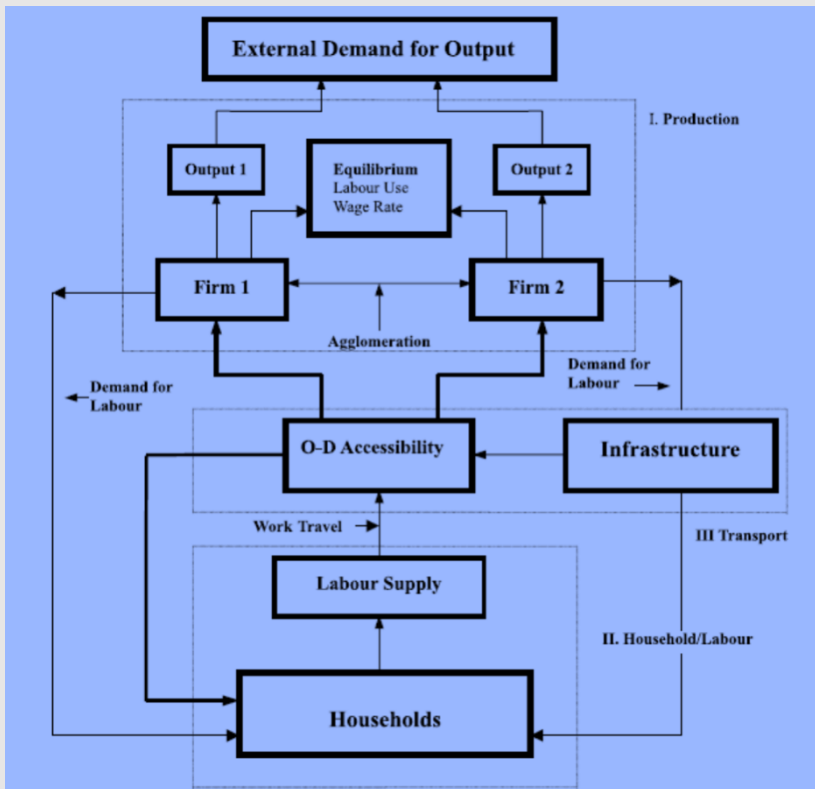 External Demand for Output
I. Production
Output 1
Equilibrium
Labour Use
Wage Rate
Output 2
Firm 1
Firm 2
Agglomeration
Demand for
Labour
Demand for
Labour
O-D Accessibility
Infrastructure
Work Travel
III Transport
Labour Supply
II. Household/Labour
Households